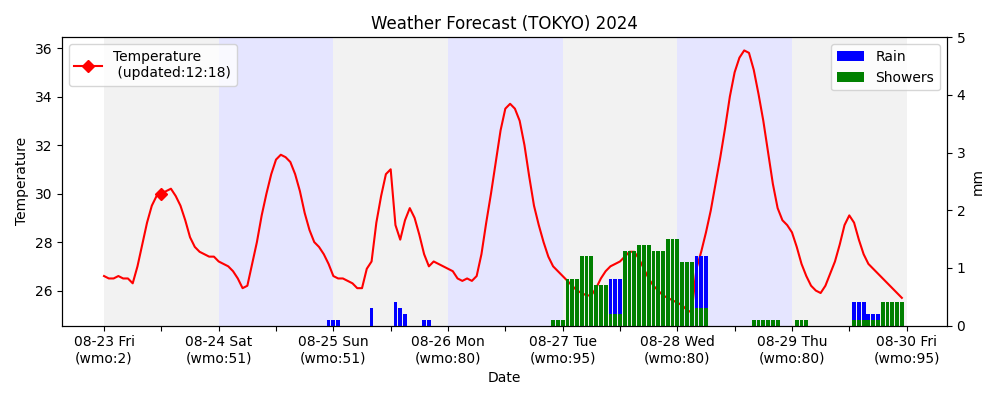 Weather Forecast (TOKYO) 2024
Temperature
(updated:12:18)
Rain
Showers
36
34
32
30
28
26
Temperature
5
4
3
2
1
0
mm
08-23 Fri
(wmo:2)
08-24 Sat
(wmo:51)
08-25 Sun
(wmo:51)
08-26 Mon
(wmo:80)
08-27 Tue
(wmo:95)
08-28 Wed
(wmo:80)
08-29 Thu
(wmo:80)
08-30 Fri
(wmo:95)
Date